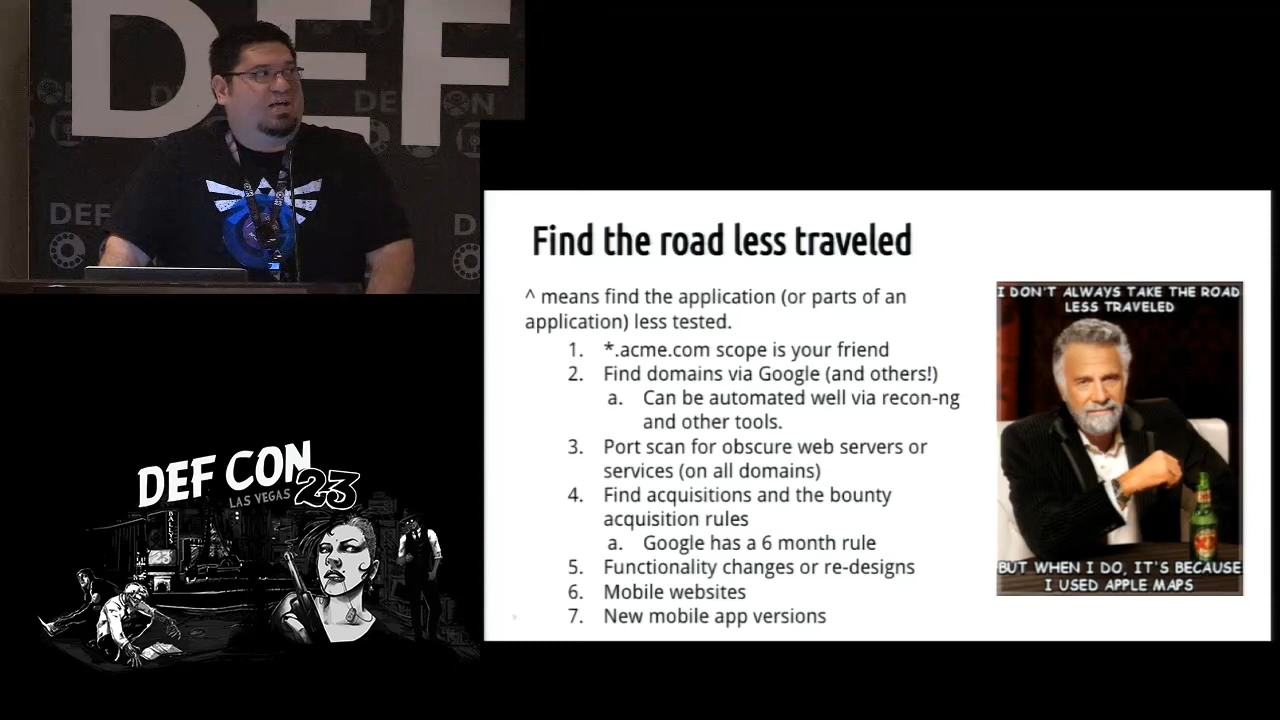 DEF
DEF CON
DEF
D
Find the road less traveled
^ means find the application (or parts of an
application) less tested.
1. *.acme.com scope is your friend
2. Find domains via Google (and others!)
a. Can be automated well via recon-ng
and other tools.
3. Port scan for obscure web servers or
services (on all domains)
4. Find acquisitions and the bounty
acquisition rules
a. Google has a 6 month rule
5. Functionality changes or re-designs
6. Mobile websites
7. New mobile app versions
I DON'T ALWAYS TAKE THE ROAD
LESS TRAVELED
BUT WHEN I DO, IT'S BECAUSE
I USED APPLE MAPS
DEF CON
LAS VEGAS 23
BALLYS
23